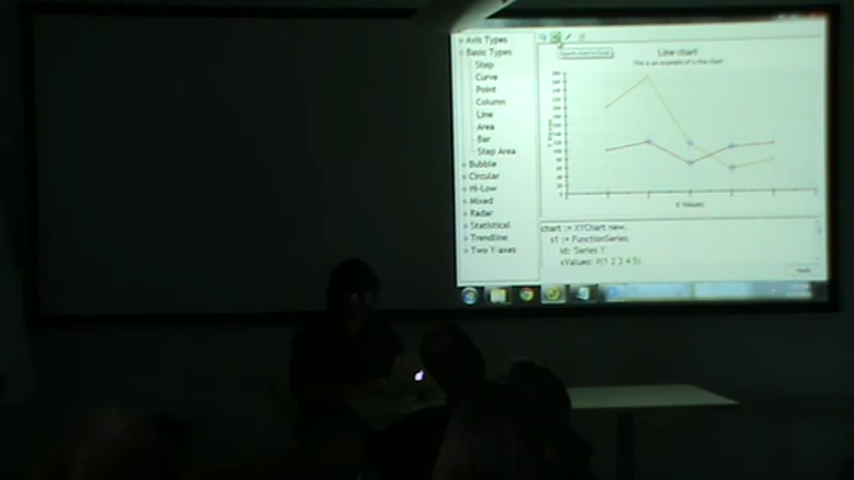 Axis Types
Basic Types
Step
Curve
Point
Column
Line
Area
Bar
Step Area
Bubble
Circular
Hi-Low
Mixed
Radar
Statistical
Trendline
Two Y-axes
Line chart
This is an example of a line chart
Y Values
X Values
chart := XYChart new.
s1 := FunctionSeries
id: 'Series 1'
xValues: #(1 2 3 4 5)
Apply